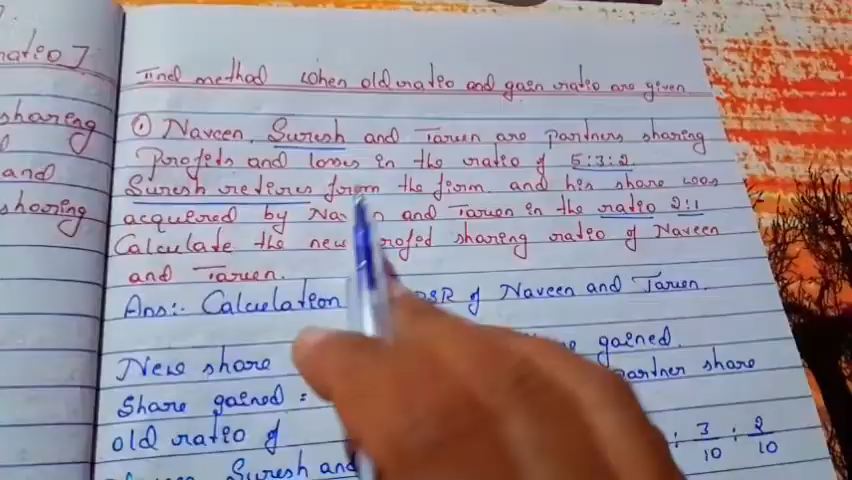 ratio 7
sharing
and
sharing
Find method when old ratio and gain ratio are given
① Naveen, Suresh and Tarun are partners sharing
Profits and losses in the ratio of 5:3:2.
Suresh retires from the firm and his share was
acquired by and Tarun in the ratio 2:1
Calculate the new sharing ratio of Naveen
and Tarun.
Ans:- Calculation PSR of Naveen and Tarun.
New share gained.
Share gained = partner share
old ratio of : 3/10 : 2/10
Suresh and